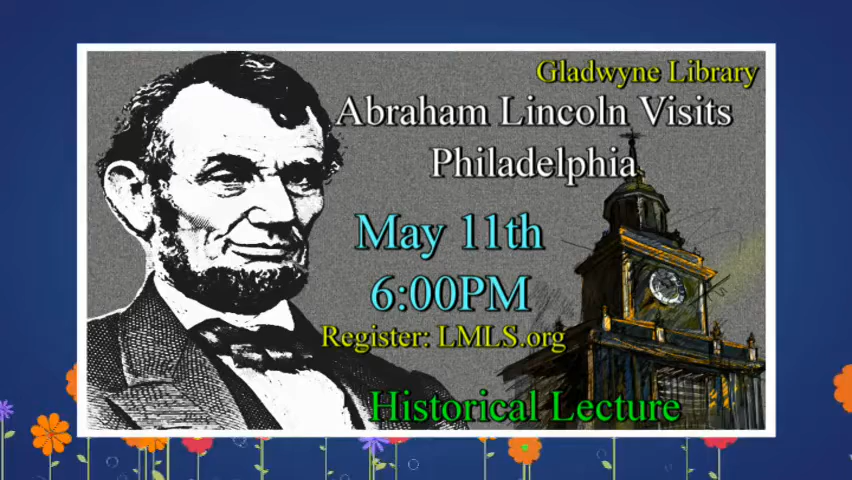 Gladwyne Library
Abraham Lincoln Visits
Philadelphia
May 11th
6:00PM
Register: LMLS.org
Historical Lecture